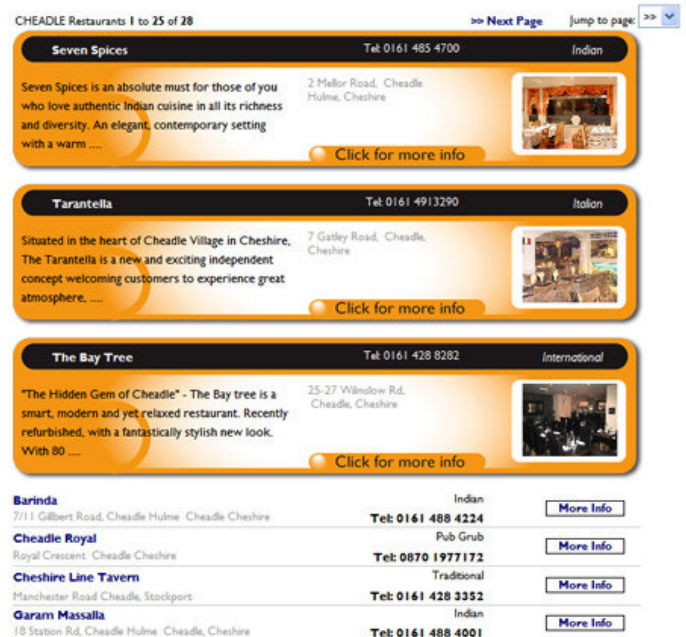 CHEADLE Restaurants 1 to 25 of 28 >> Next Page Jump to page: >>
Seven Spices Tel: 0161 485 4700 Indian
Seven Spices is an absolute must for those of you
who love authentic Indian cuisine in all its richness
and diversity. An elegant, contemporary setting
with a warm ....
2 Mellor Road, Cheadle
Hulme, Cheshire
Click for more info
Tarantella Tel: 0161 4913290 Italian
Situated in the heart of Cheadle Village in Cheshire,
The Tarantella is a new and exciting independent
concept welcoming customers to experience great
atmosphere, ....
7 Gatley Road, Cheadle,
Cheshire
Click for more info
The Bay Tree Tel: 0161 428 8282 International
"The Hidden Gem of Cheadle" - The Bay tree is a
smart, modern and yet relaxed restaurant. Recently
refurbished, with a fantastically stylish new look.
With 80 ....
25-27 Wilmslow Rd,
Cheadle, Cheshire
Click for more info
Barinda Indian
7/11 Gillbert Road, Cheadle Hulme Cheadle Cheshire Tel: 0161 488 4224 More Info
Cheadle Royal Pub Grub
Royal Crescent Cheadle Cheshire Tel: 0870 1977172 More Info
Cheshire Line Tavern Traditional
Manchester Road Cheadle, Stockport Tel: 0161 428 3352 More Info
Garam Massalla Indian
18 Station Rd, Cheadle Hulme Cheadle, Cheshire Tel: 0161 488 4001 More Info